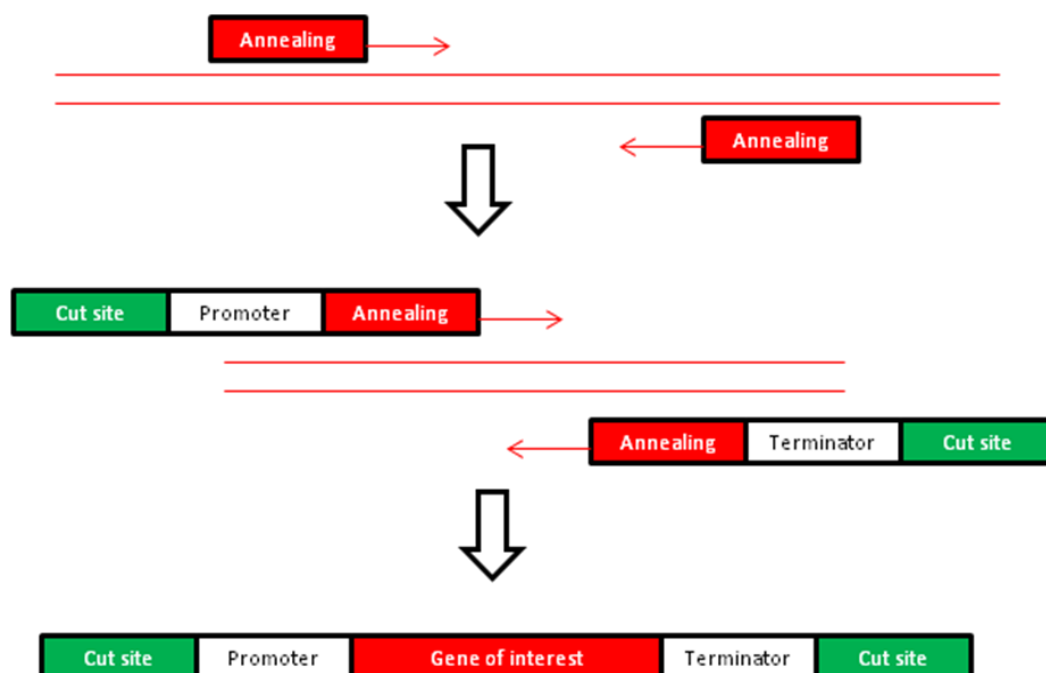 Annealing
Annealing
Cut site Promoter Annealing
Annealing Terminator Cut site
Cut site Promoter Gene of interest Terminator Cut site